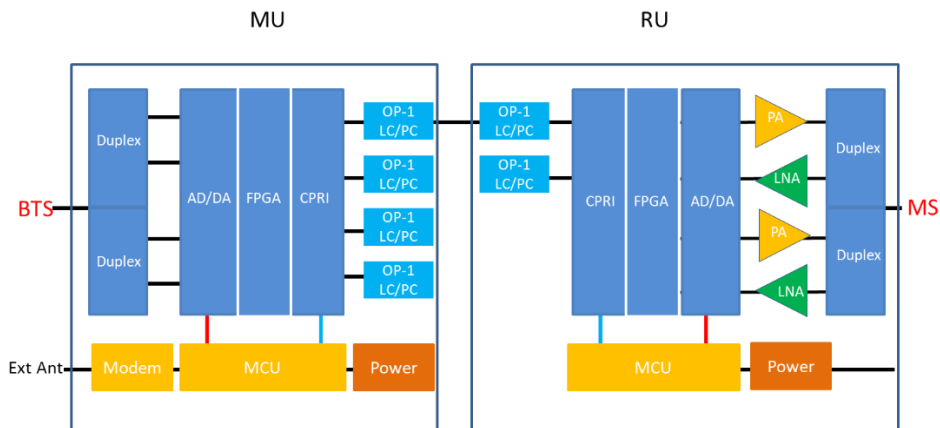 MU
RU
Duplex
Duplex
AD/DA
FPGA
CPRI
OP-1
LC/PC
OP-1
LC/PC
OP-1
LC/PC
OP-1
LC/PC
BTS
Ext Ant
Modem
MCU
Power
OP-1
LC/PC
OP-1
LC/PC
CPRI
FPGA
AD/DA
PA
LNA
PA
LNA
Duplex
Duplex
MS
MCU
Power